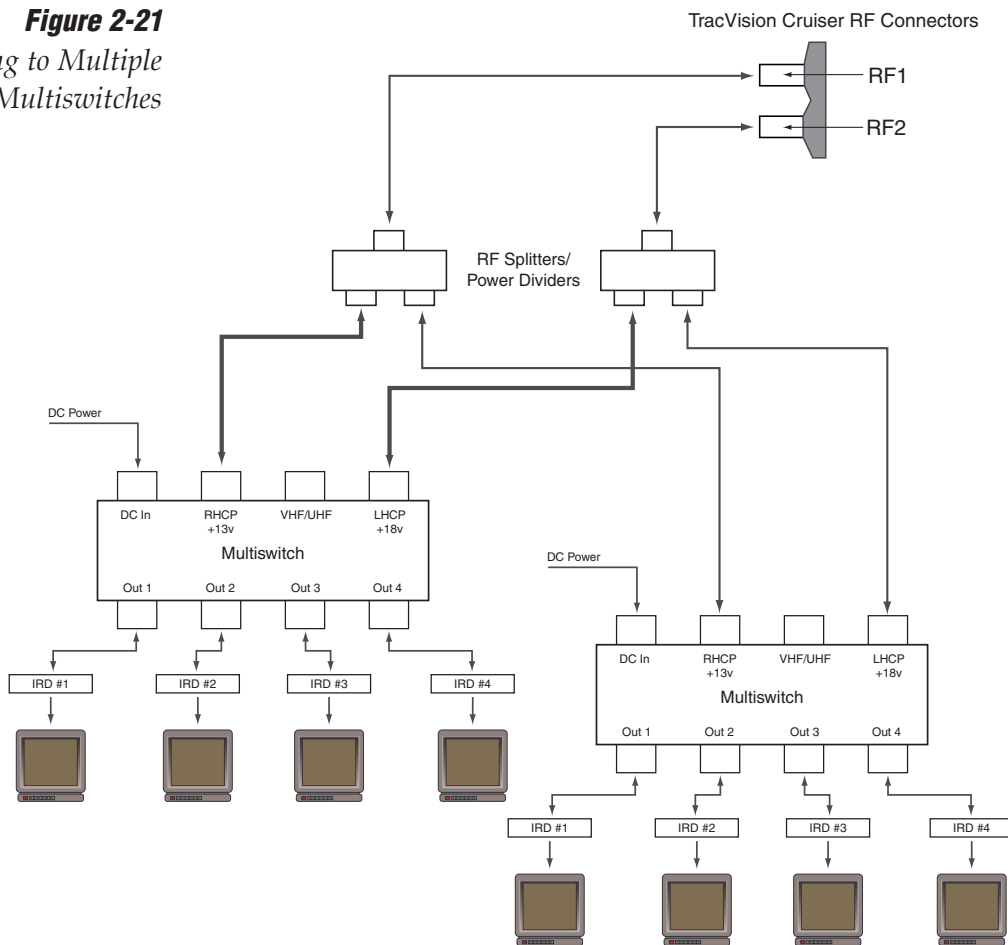 Figure 2-21
to Multiple
Multiswitches
TracVision Cruiser RF Connectors
RF1
RF2
RF Splitters/
Power Dividers
DC Power
DC In
RHCP
+13v
VHF/UHF
LHCP
+18v
Multiswitch
Out 1
Out 2
Out 3
Out 4
IRD #1
IRD #2
IRD #3
IRD #4
DC Power
DC In
RHCP
+13v
VHF/UHF
LHCP
+18v
Multiswitch
Out 1
Out 2
Out 3
Out 4
IRD #1
IRD #2
IRD #3
IRD #4